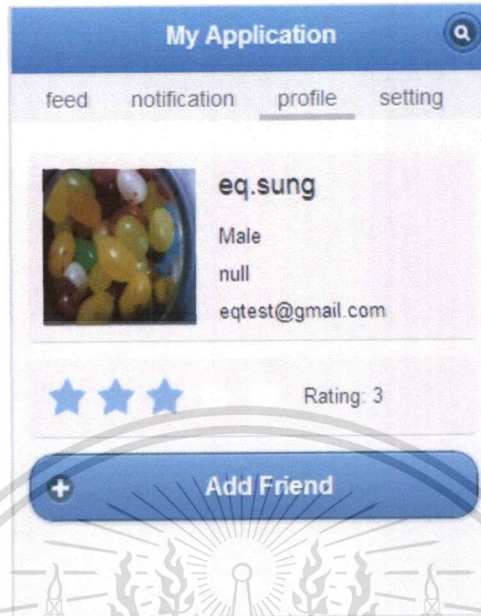 My Application
feed notification profile setting
eq.sung
Male
null
eqtest@gmail.com
Rating: 3
Add Friend